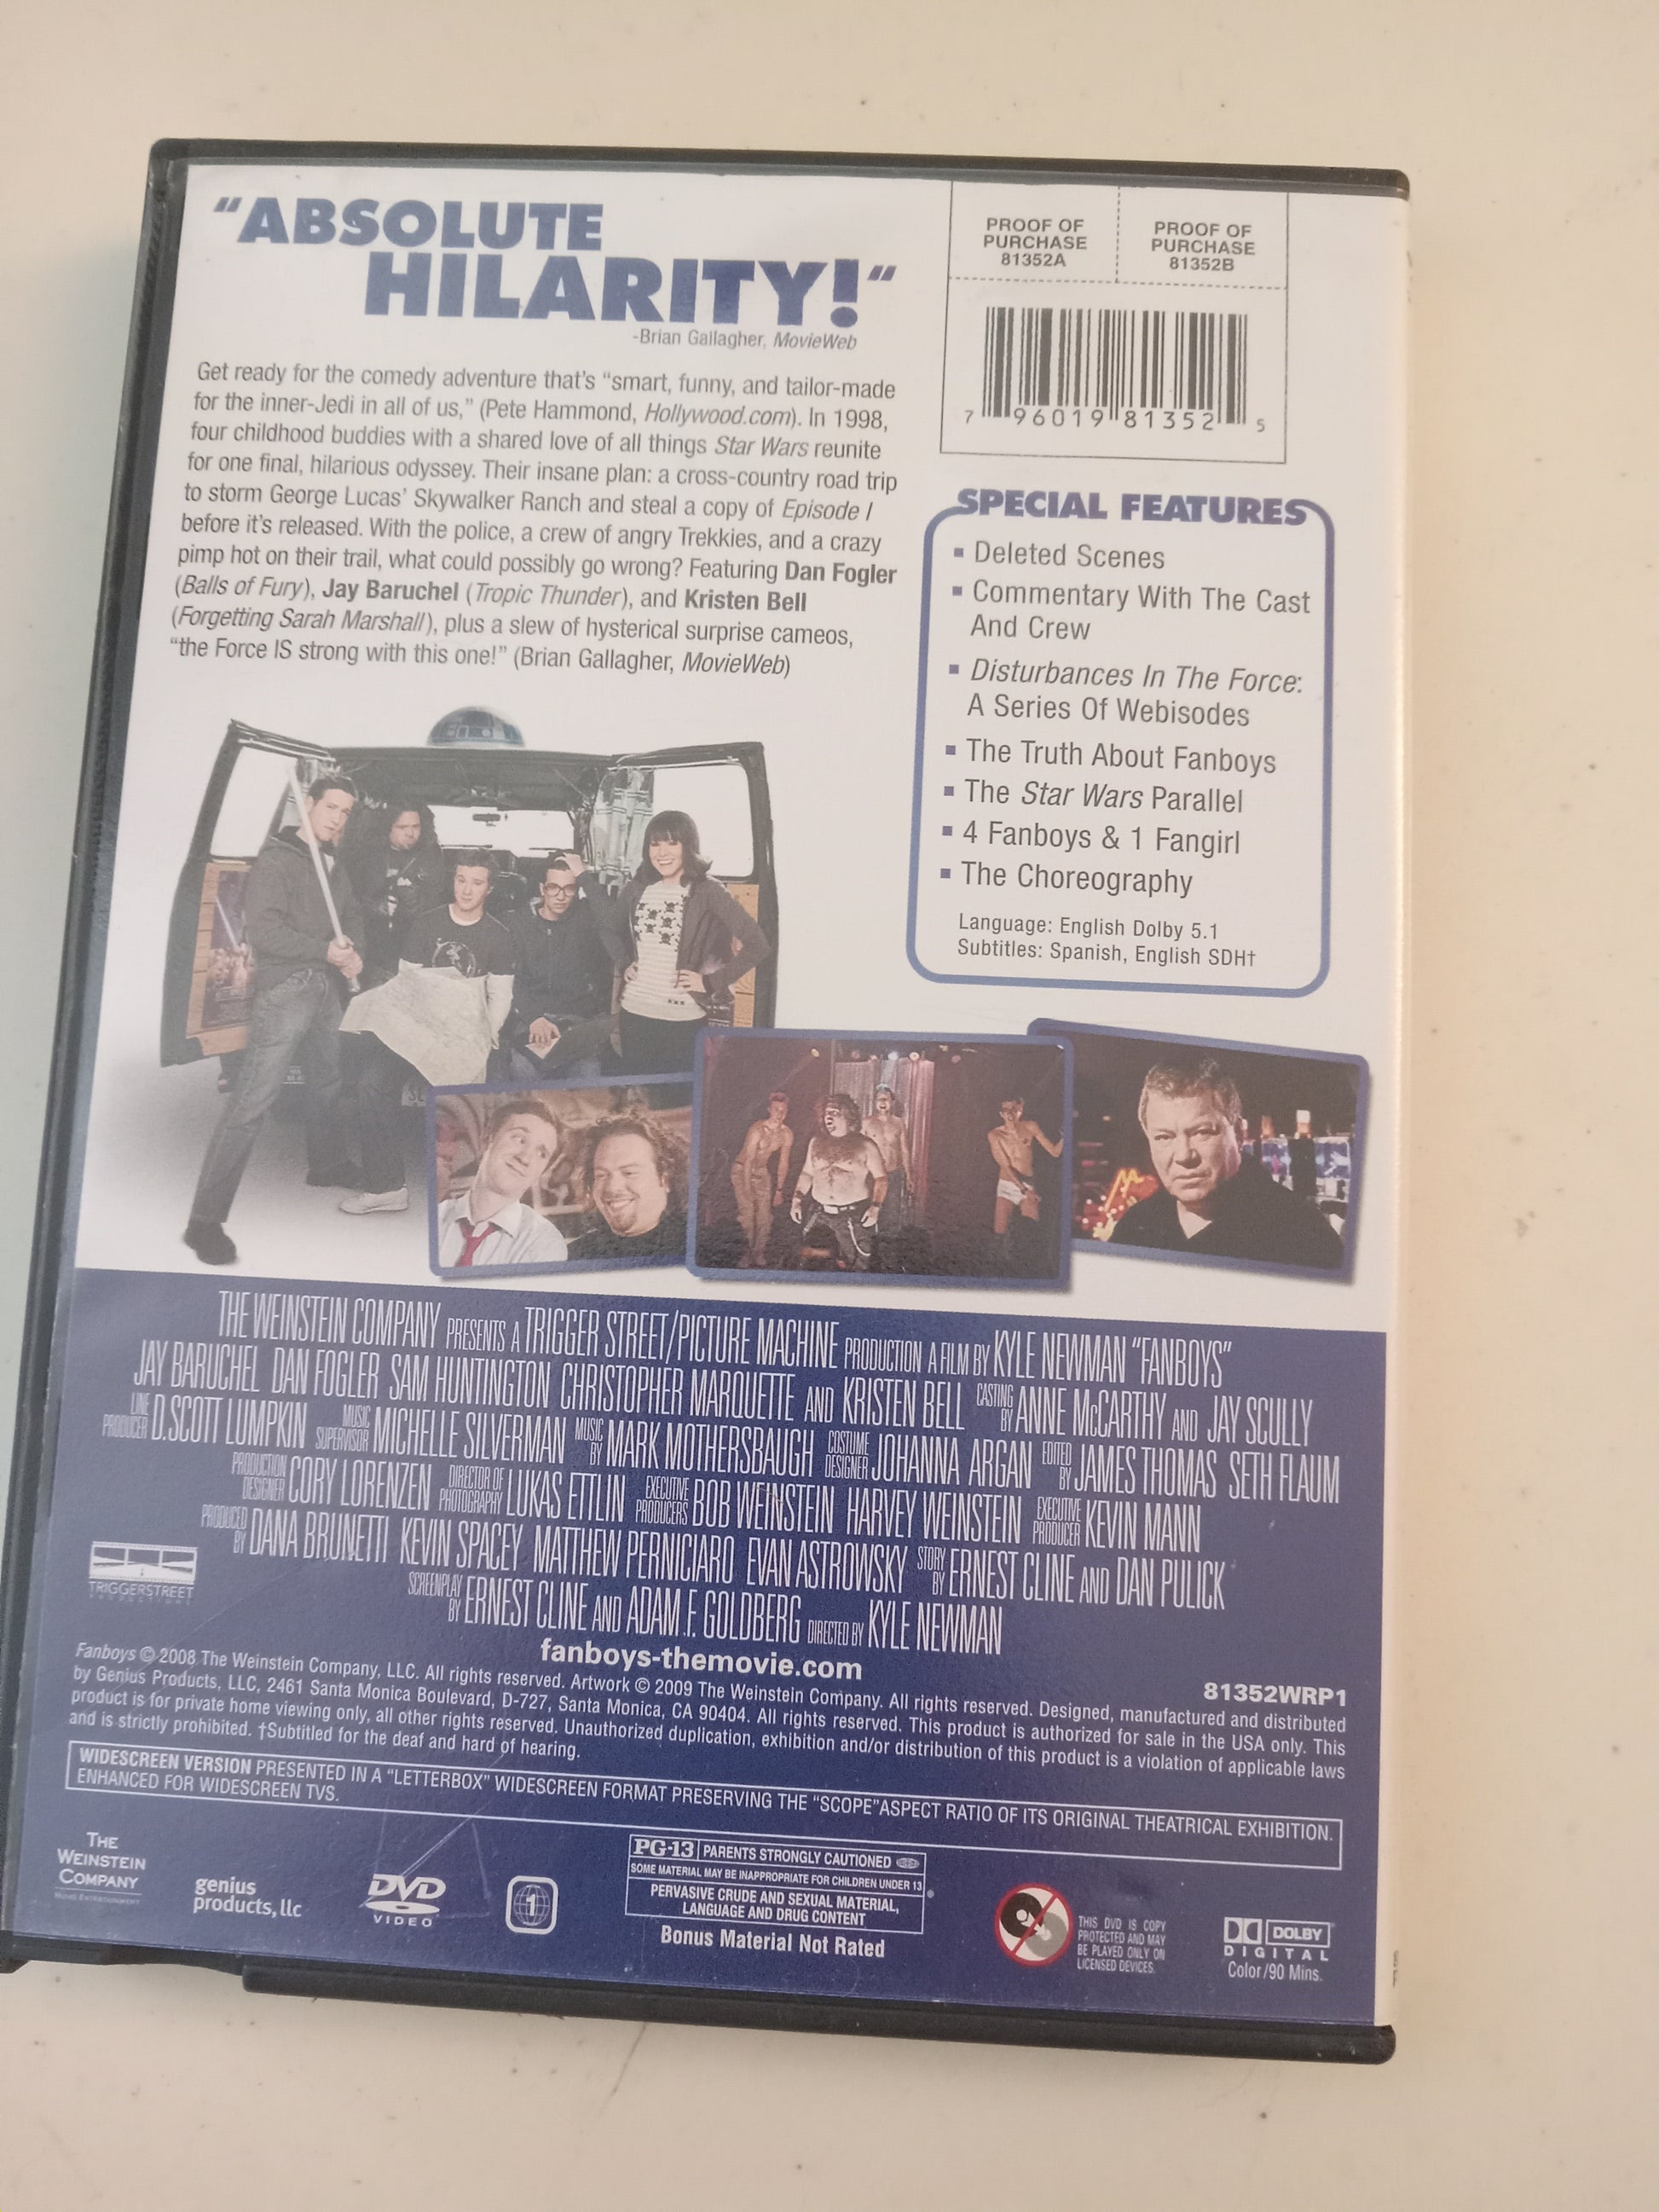 “ABSOLUTE
HILARITY!“
-Brian Gallagher, MovieWeb
Get ready for the comedy adventure that’s “smart, funny, and tailor-made
for the inner-Jedi in all of us,” (Pete Hammond, Hollywood.com). In 1998,
four childhood buddies with a shared love of all things Star Wars reunite
for one final, hilarious odyssey. Their insane plan: a cross-country road trip
to storm George Lucas’ Skywalker Ranch and steal a copy of Episode I
before it’s released. With the police, a crew of angry Trekkies, and a crazy
pimp hot on their trail, what could possibly go wrong? Featuring Dan Fogler
(Balls of Fury), Jay Baruchel (Tropic Thunder), and Kristen Bell
(Forgetting Sarah Marshall), plus a slew of hysterical surprise cameos,
“the Force IS strong with this one!” (Brian Gallagher, MovieWeb)
PROOF OF
PURCHASE
81352A
PROOF OF
PURCHASE
81352B
7 96019 81352 5
SPECIAL FEATURES
▪ Deleted Scenes
▪ Commentary With The Cast
And Crew
▪ Disturbances In The Force:
A Series Of Webisodes
▪ The Truth About Fanboys
▪ The Star Wars Parallel
▪ 4 Fanboys & 1 Fangirl
▪ The Choreography
Language: English Dolby 5.1
Subtitles: Spanish, English SDH†
THE WEINSTEIN COMPANY PRESENTS A TRIGGER STREET/PICTURE MACHINE PRODUCTION A FILM BY KYLE NEWMAN “FANBOYS”
JAY BARUCHEL DAN FOGLER SAM HUNTINGTON CHRISTOPHER MARQUETTE AND KRISTEN BELL CASTING BY ANNE McCARTHY AND JAY SCULLY
LINE PRODUCER D.SCOTT LUMPKIN MUSIC SUPERVISOR MICHELLE SILVERMAN MUSIC BY MARK MOTHERSBAUGH COSTUME DESIGNER JOHANNA ARGAN EDITED BY JAMES THOMAS SETH FLAUM
PRODUCTION DESIGNER CORY LORENZEN DIRECTOR OF PHOTOGRAPHY LUKAS ETTLIN EXECUTIVE PRODUCERS BOB WEINSTEIN HARVEY WEINSTEIN EXECUTIVE PRODUCER KEVIN MANN
PRODUCED BY DANA BRUNETTI KEVIN SPACEY MATTHEW PERNICIARO EVAN ASTROWSKY STORY BY ERNEST CLINE AND DAN PULICK
SCREENPLAY BY ERNEST CLINE AND ADAM F. GOLDBERG DIRECTED BY KYLE NEWMAN
TRIGGERSTREET
PRODUCTIONS
fanboys-themovie.com
81352WRP1
Fanboys © 2008 The Weinstein Company, LLC. All rights reserved. Artwork © 2009 The Weinstein Company. All rights reserved. Designed, manufactured and distributed
by Genius Products, LLC, 2461 Santa Monica Boulevard, D-727, Santa Monica, CA 90404. All rights reserved. This product is authorized for sale in the USA only. This
product is for private home viewing only, all other rights reserved. Unauthorized duplication, exhibition and/or distribution of this product is a violation of applicable laws
and is strictly prohibited. †Subtitled for the deaf and hard of hearing.
WIDESCREEN VERSION PRESENTED IN A “LETTERBOX” WIDESCREEN FORMAT PRESERVING THE “SCOPE”ASPECT RATIO OF ITS ORIGINAL THEATRICAL EXHIBITION.
ENHANCED FOR WIDESCREEN TVS.
THE
WEINSTEIN
COMPANY
HOME ENTERTAINMENT
genius
products, llc
DVD
VIDEO
1
PG-13 PARENTS STRONGLY CAUTIONED
SOME MATERIAL MAY BE INAPPROPRIATE FOR CHILDREN UNDER 13
PERVASIVE CRUDE AND SEXUAL MATERIAL,
LANGUAGE AND DRUG CONTENT
Bonus Material Not Rated
THIS DVD IS COPY
PROTECTED AND MAY
BE PLAYED ONLY ON
LICENSED DEVICES.
DOLBY
DIGITAL
Color/90 Mins.